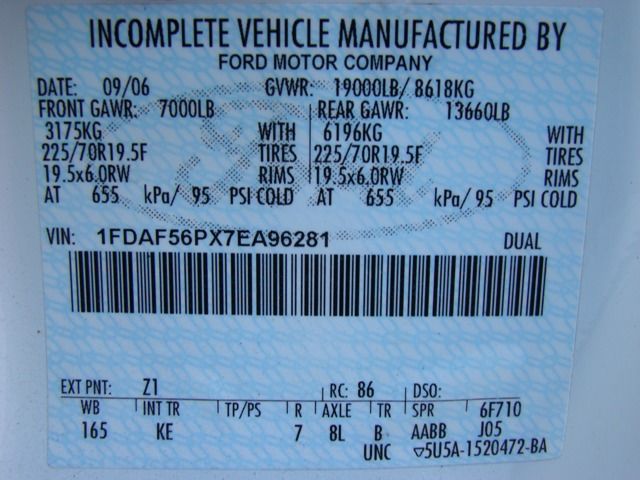 INCOMPLETE VEHICLE MANUFACTURED BY
FORD MOTOR COMPANY
DATE: 09/06 GVWR: 19000LB/ 8618KG
FRONT GAWR: 7000LB REAR GAWR: 13660LB
3175KG WITH 6196KG WITH
225/70R19.5F TIRES 225/70R19.5F TIRES
19.5x6.0RW RIMS 19.5x6.0RW RIMS
AT 655 kPa/ 95 PSI COLD AT 655 kPa/ 95 PSI COLD
VIN: 1FDAF56PX7EA96281 DUAL
EXT PNT: Z1 RC: 86 DSO:
WB INT TR TP/PS R AXLE TR SPR 6F710
165 KE 7 8L B AABB J05
UNC ▽5U5A-1520472-BA